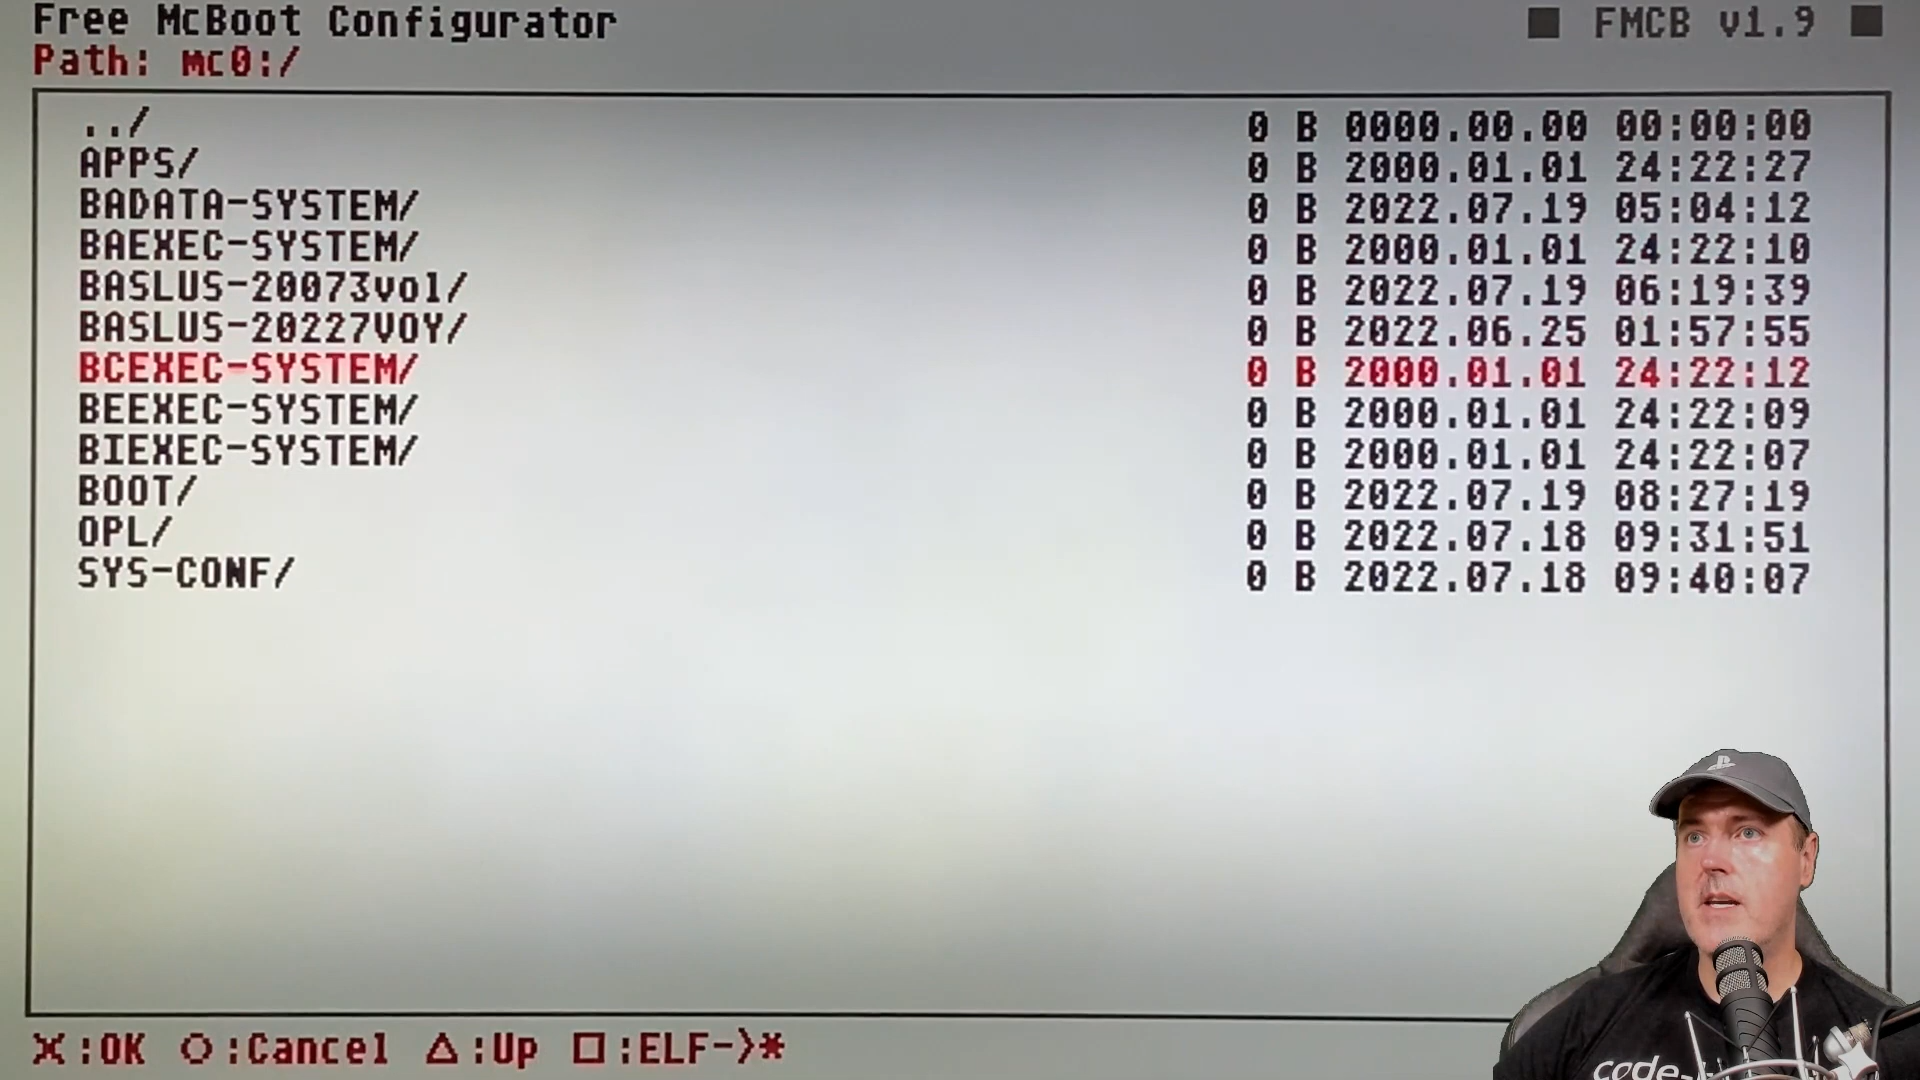 Free McBoot Configurator ■ FMCB v1.9 ■
Path: mc0:/
../ 0 B 0000.00.00 00:00:00
APPS/ 0 B 2000.01.01 24:22:27
BADATA-SYSTEM/ 0 B 2022.07.19 05:04:12
BAEXEC-SYSTEM/ 0 B 2000.01.01 24:22:10
BASLUS-20073vol/ 0 B 2022.07.19 06:19:39
BASLUS-20227VOY/ 0 B 2022.06.25 01:57:55
BCEXEC-SYSTEM/ 0 B 2000.01.01 24:22:12
BEEXEC-SYSTEM/ 0 B 2000.01.01 24:22:09
BIEXEC-SYSTEM/ 0 B 2000.01.01 24:22:07
BOOT/ 0 B 2022.07.19 08:27:19
OPL/ 0 B 2022.07.18 09:31:51
SYS-CONF/ 0 B 2022.07.18 09:40:07
X:OK O:Cancel △:Up □:ELF->*
code-